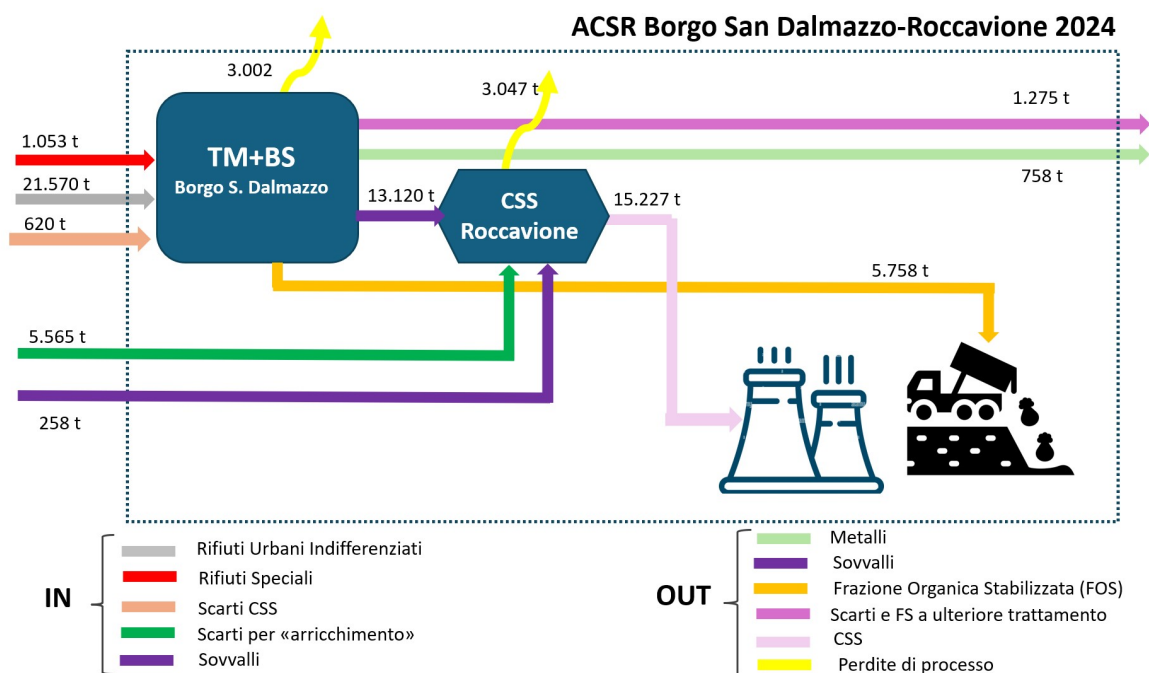 ACSR Borgo San Dalmazzo-Roccavione 2024
3.002
3.047 t
1.275 t
1.053 t
TM+BS
Borgo S. Dalmazzo
21.570 t
758 t
13.120 t
CSS
Roccavione
15.227 t
620 t
5.758 t
5.565 t
258 t
IN
Rifiuti Urbani Indifferenziati
Rifiuti Speciali
Scarti CSS
Scarti per «arricchimento»
Sovvalli
OUT
Metalli
Sovvalli
Frazione Organica Stabilizzata (FOS)
Scarti e FS a ulteriore trattamento
CSS
Perdite di processo